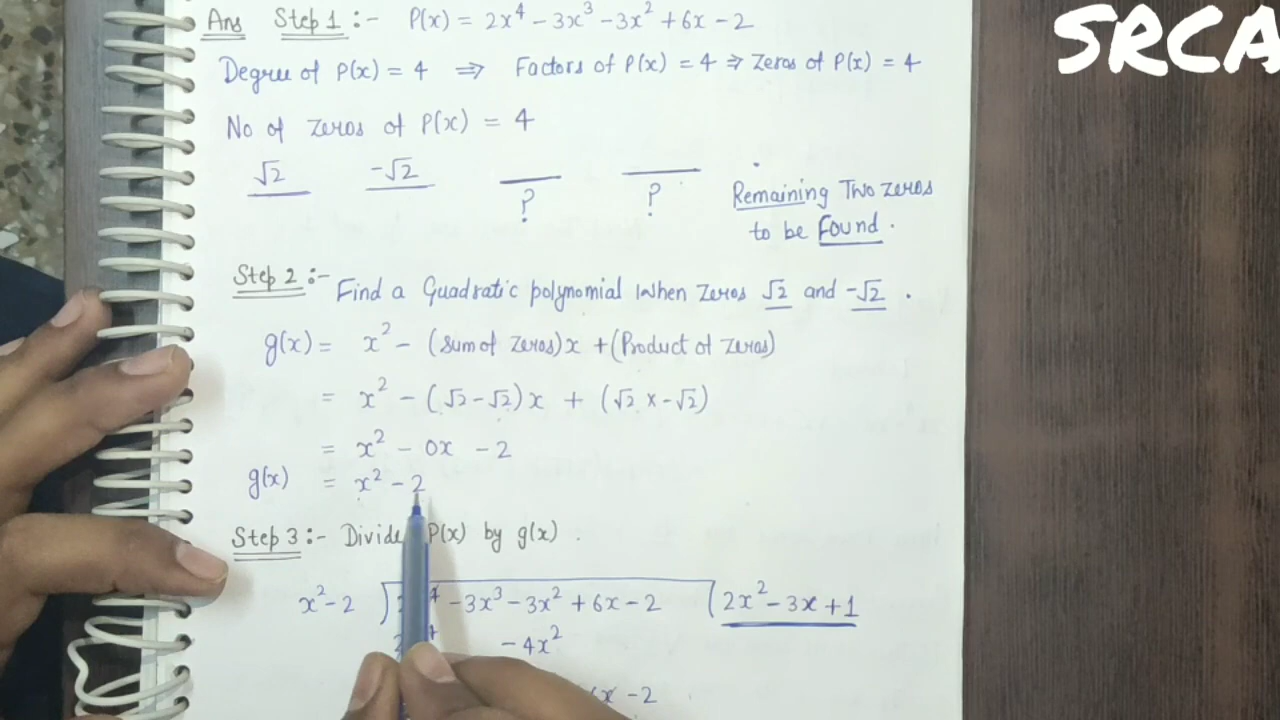 SRCA
Ans Step 1 :- P(x) = 2x⁴ - 3x³ - 3x² + 6x - 2
Degree of P(x) = 4 ⇒ Factors of P(x) = 4 ⇒ Zeros of P(x) = 4
No of zeros of P(x) = 4
√2 -√2
? ? Remaining Two zeros
to be found.
Step 2 :- Find a Quadratic polynomial when zeros √2 and -√2 .
g(x) = x² - (Sum of zeros)x + (Product of zeros)
= x² - (√2 - √2)x + (√2 x -√2)
= x² - 0x - 2
g(x) = x² - 2
Step 3 :- Divide P(x) by g(x) .
x² - 2 ) - 3x³ - 3x² + 6x - 2 ( 2x² - 3x + 1
- 4x²
x - 2